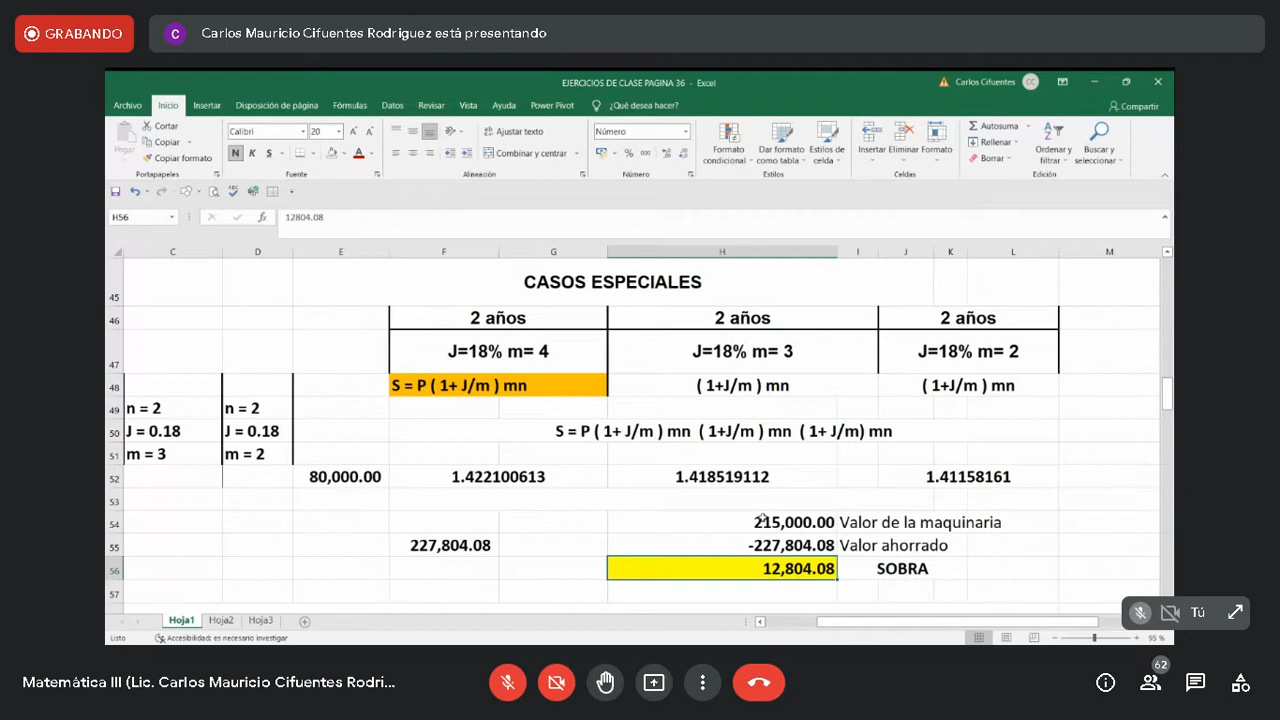 GRABANDO
C Carlos Mauricio Cifuentes Rodriguez está presentando
EJERCICIOS DE CLASE PAGINA 36 - Excel
Carlos Cifuentes CC
Archivo Inicio Insertar Disposición de página Fórmulas Datos Revisar Vista Ayuda Power Pivot ¿Qué desea hacer? Compartir
Pegar
Cortar
Copiar
Copiar formato
Calibri 20
N K S
Ajustar texto
Combinar y centrar
Número
% 000
Formato condicional
Dar formato como tabla
Estilos de celda
Insertar Eliminar Formato
Autosuma
Rellenar
Borrar
Ordenar y filtrar
Buscar y seleccionar
Portapapeles Fuente Alineación Número Estilos Celdas Edición
H56 fx 12804.08
C D E F G H I J K L M
45 CASOS ESPECIALES
46 2 años 2 años 2 años
47 J=18% m= 4 J=18% m= 3 J=18% m= 2
48 S = P ( 1+ J/m ) mn ( 1+J/m ) mn ( 1+J/m ) mn
49 n = 2 n = 2
50 J = 0.18 J = 0.18 S = P ( 1+ J/m ) mn ( 1+J/m ) mn ( 1+ J/m) mn
51 m = 3 m = 2
52 80,000.00 1.422100613 1.418519112 1.41158161
53
54 215,000.00 Valor de la maquinaria
55 227,804.08 -227,804.08 Valor ahorrado
56 12,804.08 SOBRA
57
Hoja1 Hoja2 Hoja3
Listo Accesibilidad: es necesario investigar 95 %
Tú
62
Matemática III (Lic. Carlos Mauricio Cifuentes Rodri...